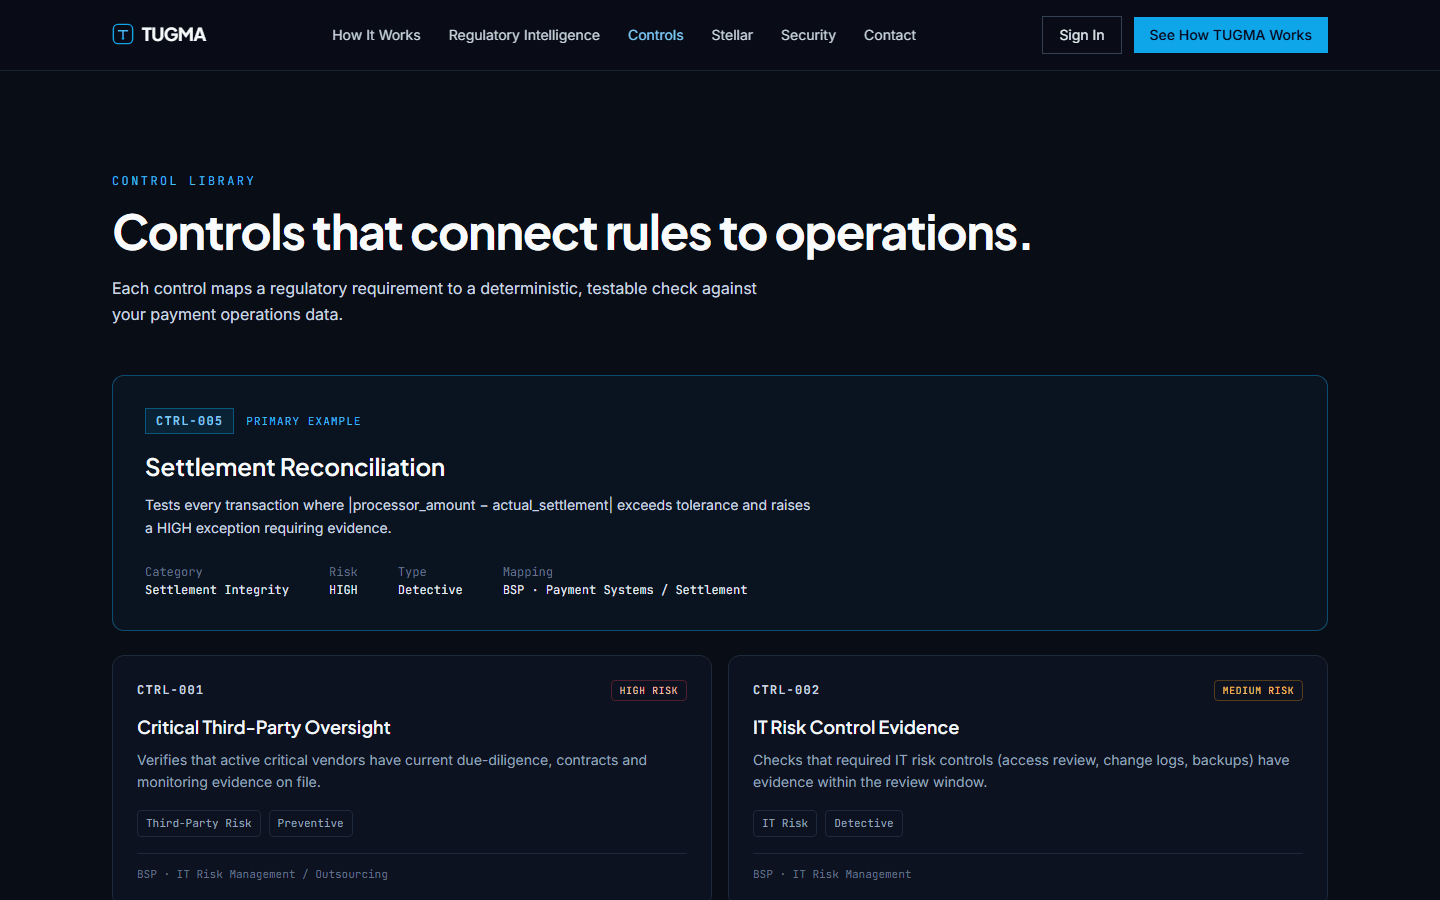 TUGMA
How It Works
Regulatory Intelligence
Controls
Stellar
Security
Contact
Sign In
See How TUGMA Works
CONTROL LIBRARY
Controls that connect rules to operations.
Each control maps a regulatory requirement to a deterministic, testable check against
your payment operations data.
CTRL-005
PRIMARY EXAMPLE
Settlement Reconciliation
Tests every transaction where |processor_amount − actual_settlement| exceeds tolerance and raises
a HIGH exception requiring evidence.
Category
Settlement Integrity
Risk
HIGH
Type
Detective
Mapping
BSP · Payment Systems / Settlement
CTRL-001
HIGH RISK
Critical Third-Party Oversight
Verifies that active critical vendors have current due-diligence, contracts and
monitoring evidence on file.
Third-Party Risk
Preventive
BSP · IT Risk Management / Outsourcing
CTRL-002
MEDIUM RISK
IT Risk Control Evidence
Checks that required IT risk controls (access review, change logs, backups) have
evidence within the review window.
IT Risk
Detective
BSP · IT Risk Management